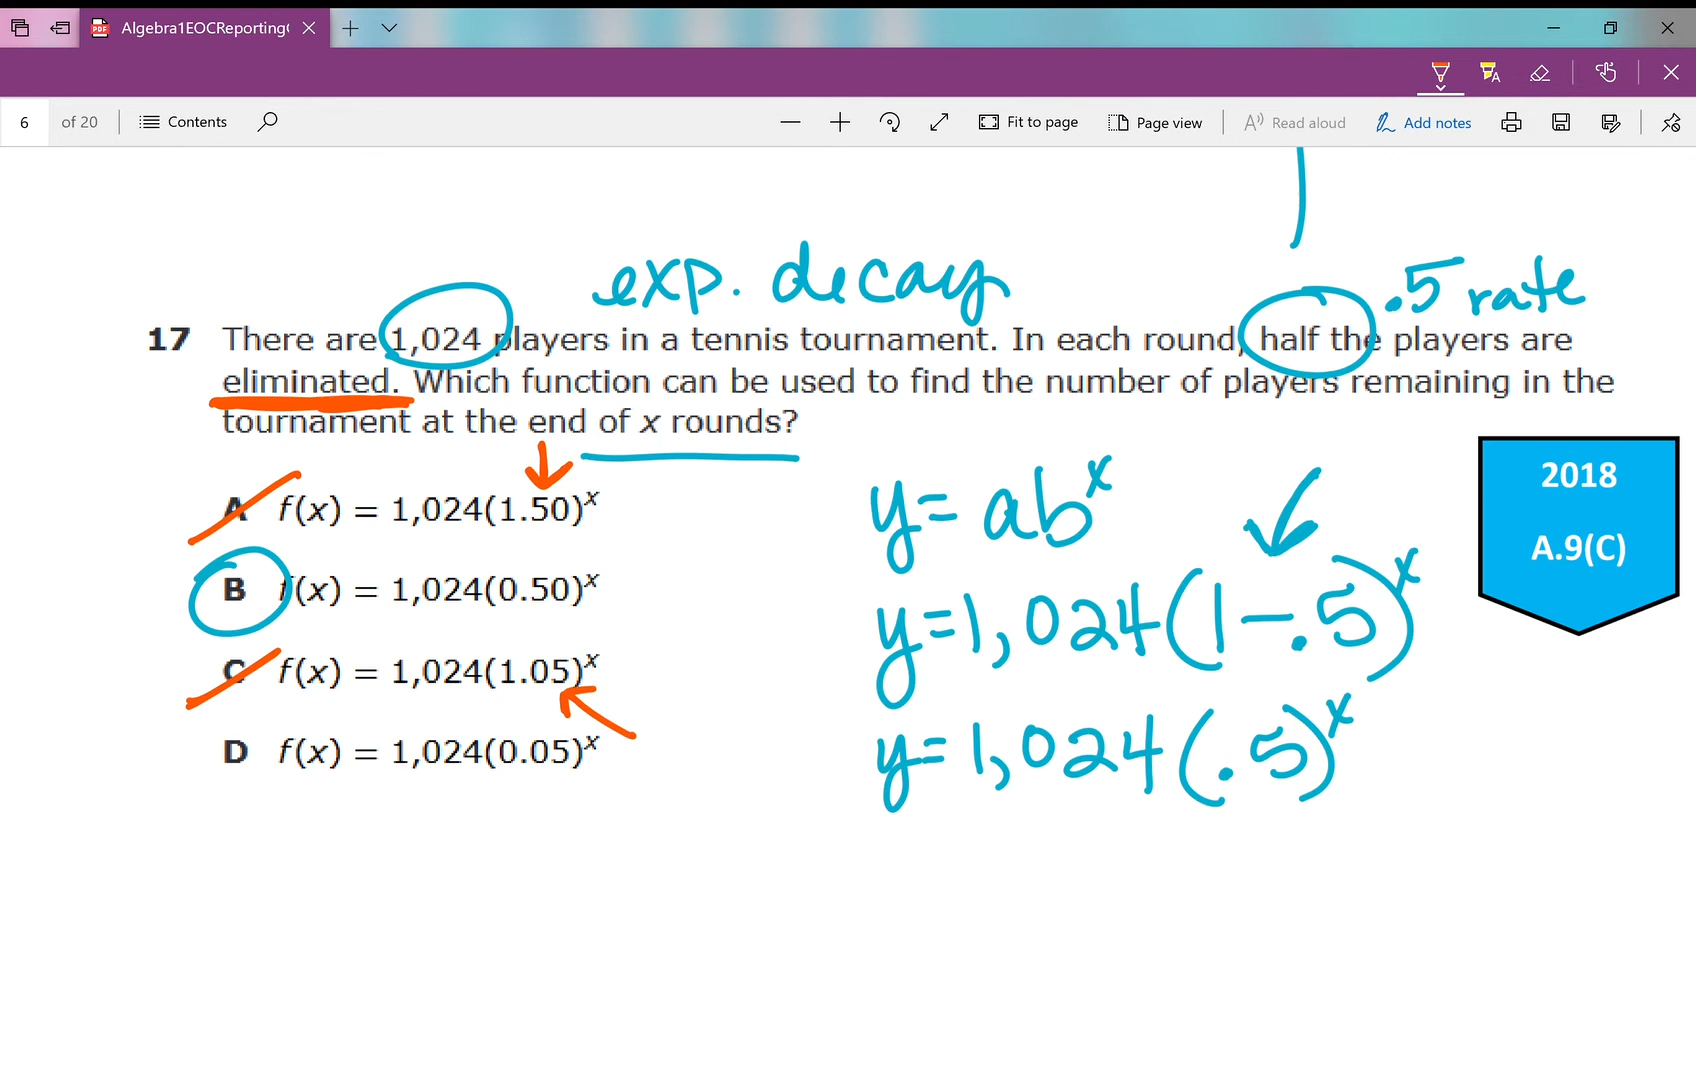 Algebra1EOCReporting(
6 of 20 Contents Fit to page Page view Read aloud Add notes
exp. decay
.5 rate
17 There are 1,024 players in a tennis tournament. In each round, half the players are
eliminated. Which function can be used to find the number of players remaining in the
tournament at the end of x rounds?
A f(x) = 1,024(1.50)^x
B f(x) = 1,024(0.50)^x
C f(x) = 1,024(1.05)^x
D f(x) = 1,024(0.05)^x
y = ab^x
y = 1,024(1 - .5)^x
y = 1,024(.5)^x
2018
A.9(C)